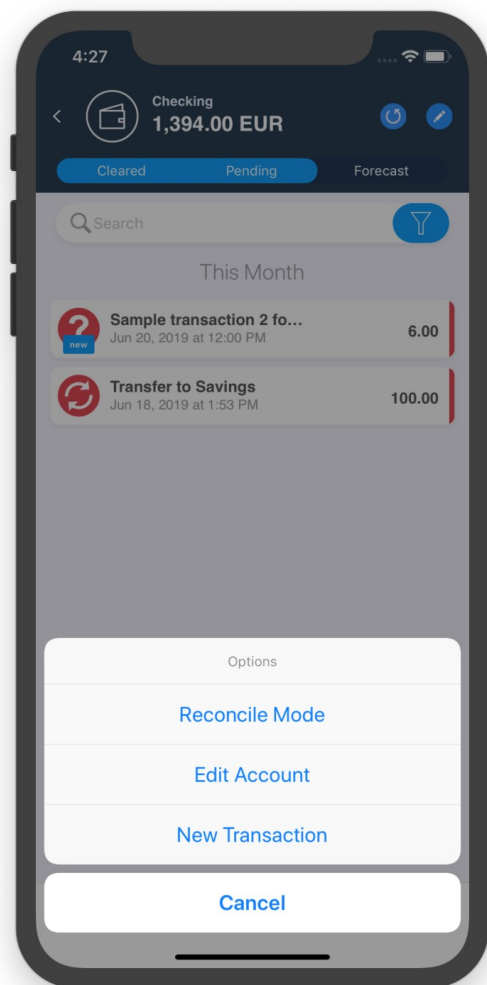 4:27
Checking
1,394.00 EUR
Cleared Pending Forecast
Search
This Month
Sample transaction 2 fo...
6.00
new
Jun 20, 2019 at 12:00 PM
Transfer to Savings
100.00
Jun 18, 2019 at 1:53 PM
Options
Reconcile Mode
Edit Account
New Transaction
Cancel